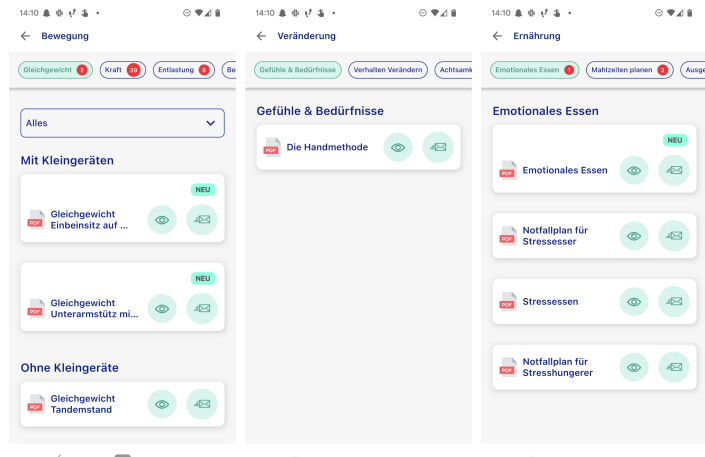 14:10
Bewegung
Gleichgewicht 2
Kraft 39
Entlastung 8
Be
Alles
Mit Kleingeräten
NEU
PDF
Gleichgewicht
Einbeinsitz auf ...
NEU
PDF
Gleichgewicht
Unterarmstütz mi...
Ohne Kleingeräte
PDF
Gleichgewicht
Tandemstand
14:10
Veränderung
Gefühle & Bedürfnisse
Verhalten Verändern
Achtsamk
Gefühle & Bedürfnisse
PDF
Die Handmethode
14:10
Ernährung
Emotionales Essen 1
Mahlzeiten planen 2
Ausge
Emotionales Essen
NEU
PDF
Emotionales Essen
PDF
Notfallplan für
Stressesser
PDF
Stressessen
PDF
Notfallplan für
Stresshungerer